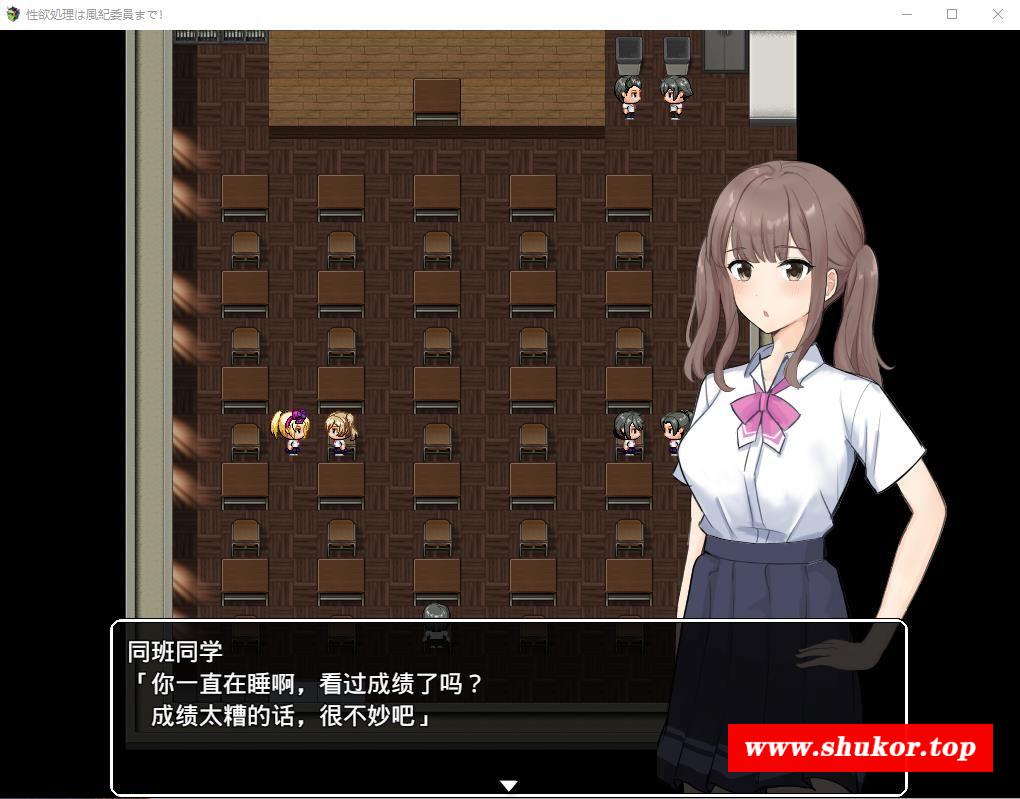 性欲処理は風紀委員まで!
同班同学
「你一直在睡啊，看过成绩了吗？
成绩太糟的话，很不妙吧」
www.shukor.top